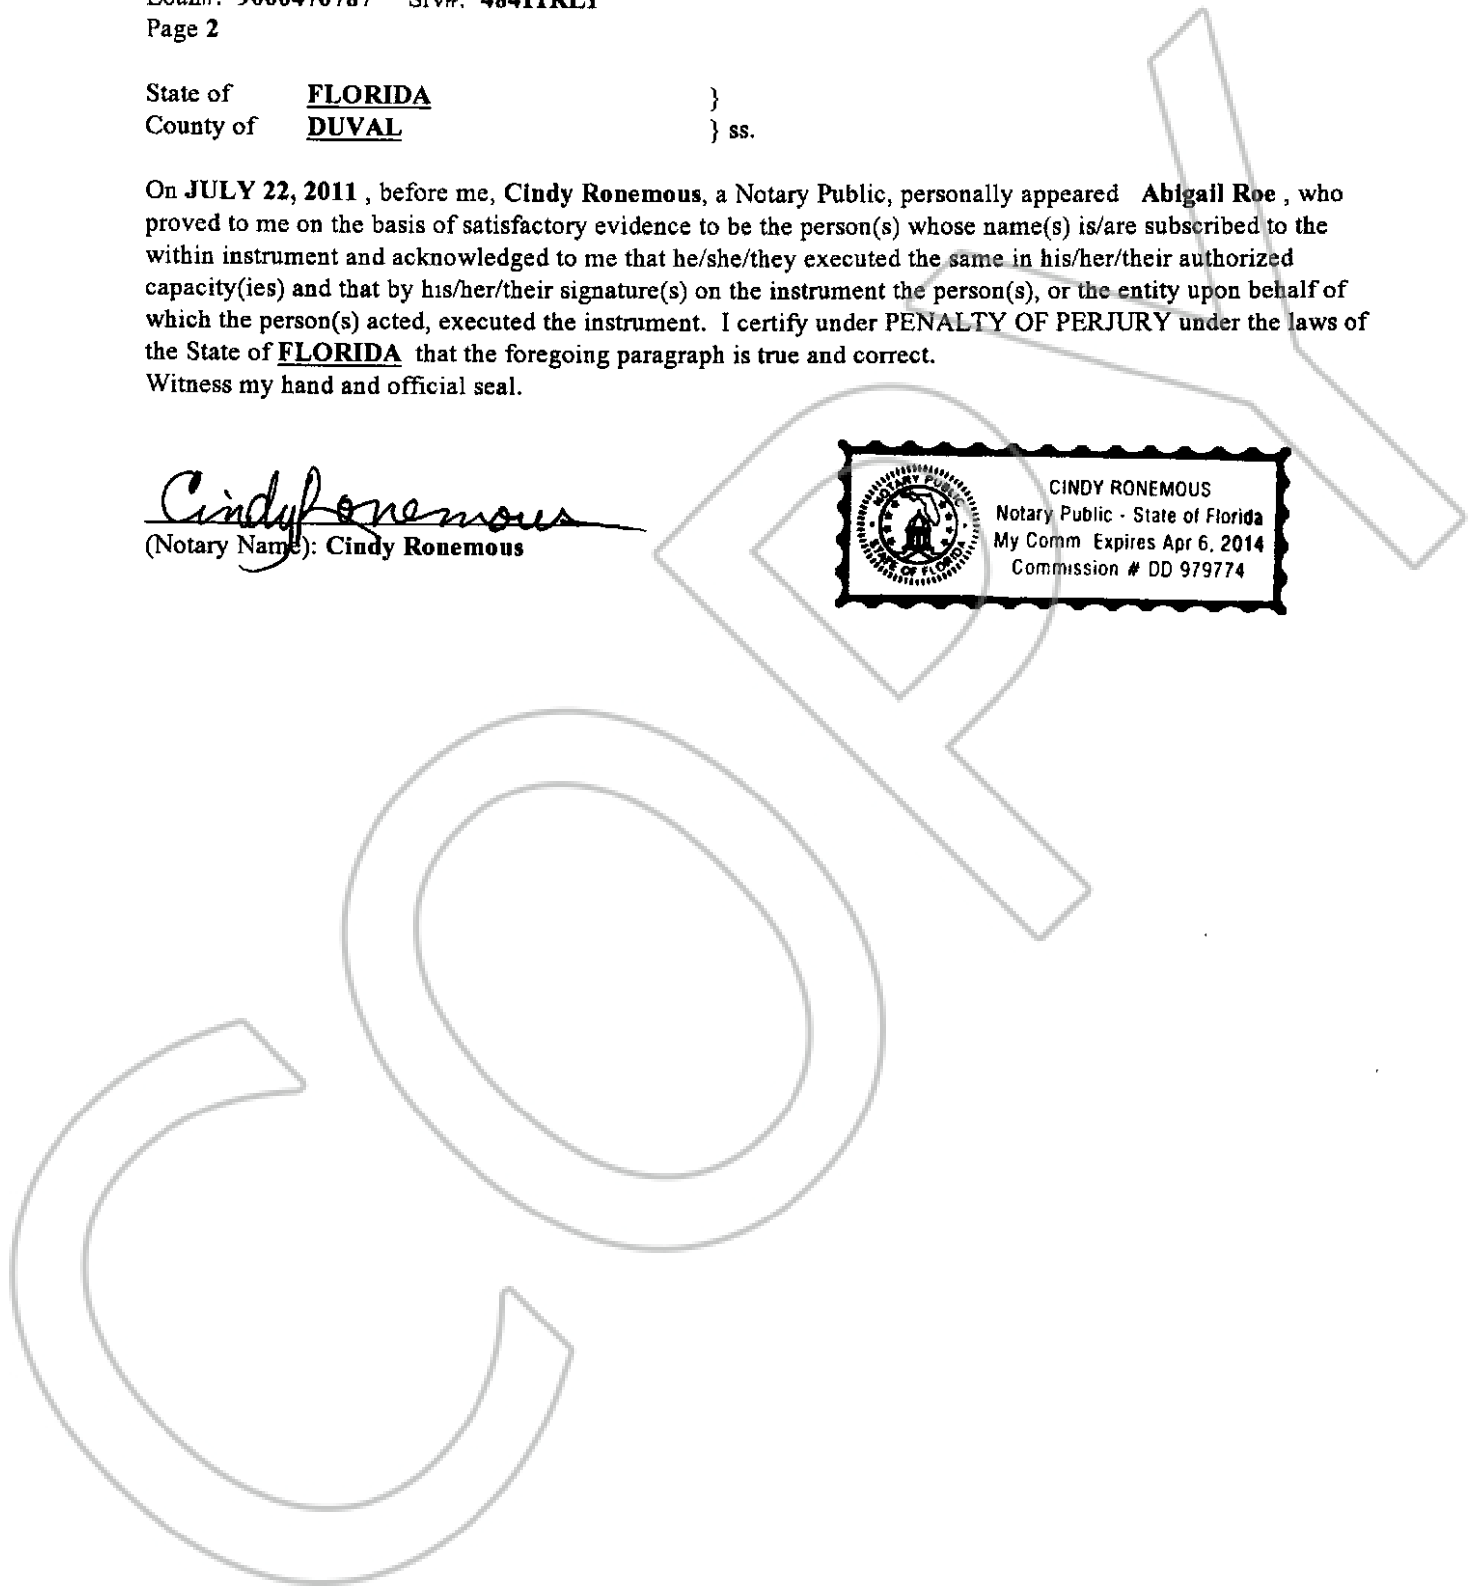 Page 2
State of FLORIDA }
County of DUVAL } ss.
On JULY 22, 2011 , before me, Cindy Ronemous, a Notary Public, personally appeared Abigail Roe , who
proved to me on the basis of satisfactory evidence to be the person(s) whose name(s) is/are subscribed to the
within instrument and acknowledged to me that he/she/they executed the same in his/her/their authorized
capacity(ies) and that by his/her/their signature(s) on the instrument the person(s), or the entity upon behalf of
which the person(s) acted, executed the instrument. I certify under PENALTY OF PERJURY under the laws of
the State of FLORIDA that the foregoing paragraph is true and correct.
Witness my hand and official seal.
Cindy Ronemous
(Notary Name): Cindy Ronemous
NOTARY PUBLIC
STATE OF FLORIDA
CINDY RONEMOUS
Notary Public - State of Florida
My Comm Expires Apr 6, 2014
Commission # DD 979774
COPY